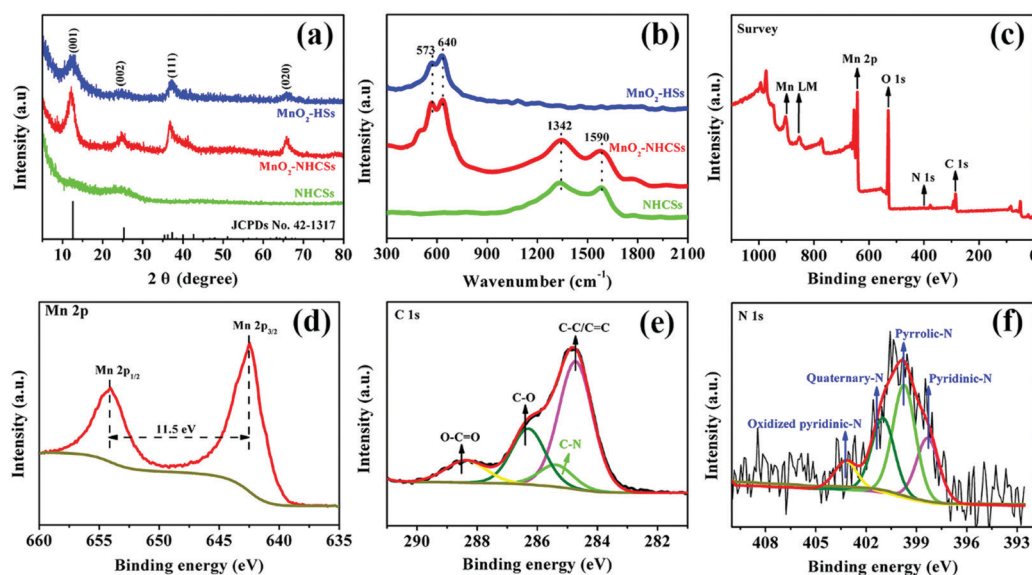 (a)
(001)
(002)
(111)
(020)
MnO₂-HSs
MnO₂-NHCSs
NHCSs
JCPDs No. 42-1317
Intensity (a.u)
10 20 30 40 50 60 70 80
2 θ (degree)
(b)
573 640
MnO₂-HSs
1342 1590
MnO₂-NHCSs
NHCSs
Intensity (a.u.)
300 600 900 1200 1500 1800 2100
Wavenumber (cm⁻¹)
(c)
Survey
Mn 2p
O 1s
Mn LM
N 1s
C 1s
Intensity (a.u.)
1000 800 600 400 200 0
Binding energy (eV)
(d)
Mn 2p
Mn 2p₃/₂
Mn 2p₁/₂
11.5 eV
Intensity (a.u.)
660 655 650 645 640 635
Binding energy (eV)
(e)
C 1s
C-C/C=C
C-O
O-C=O
C-N
Intensity (a.u.)
290 288 286 284 282
Binding energy (eV)
(f)
N 1s
Pyrrolic-N
Quaternary-N
Pyridinic-N
Oxidized pyridinic-N
Intensity (a.u.)
408 405 402 399 396 393
Binding energy (eV)